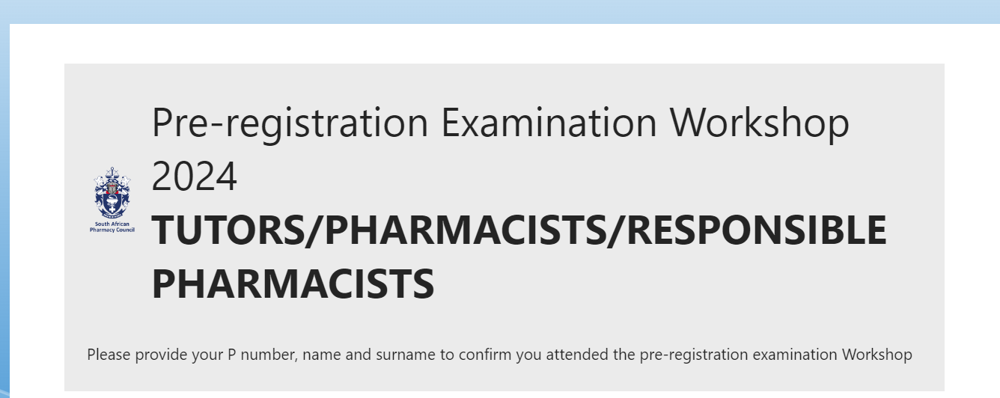 Pre-registration Examination Workshop
2024
South African
Pharmacy Council
TUTORS/PHARMACISTS/RESPONSIBLE
PHARMACISTS
Please provide your P number, name and surname to confirm you attended the pre-registration examination Workshop